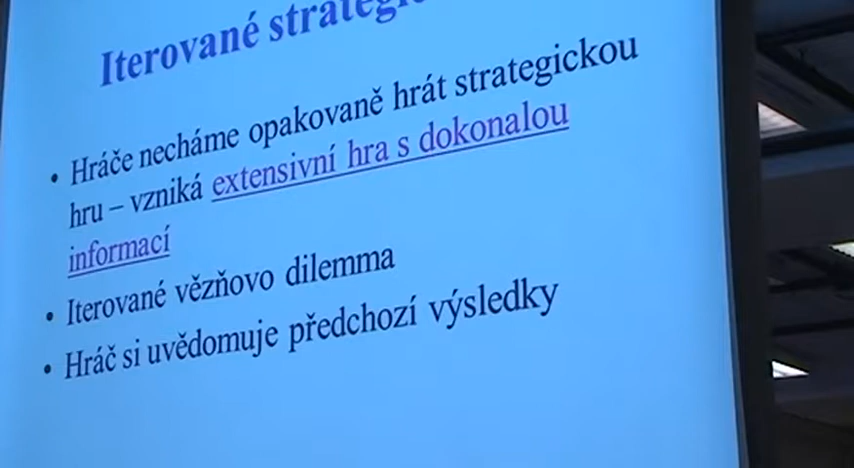 Iterované
• Hráče necháme opakovaně hrát strategickou
hru – vzniká extensivní hra s dokonalou
informací
• Iterované vězňovo dilemma
• Hráč si uvědomuje předchozí výsledky